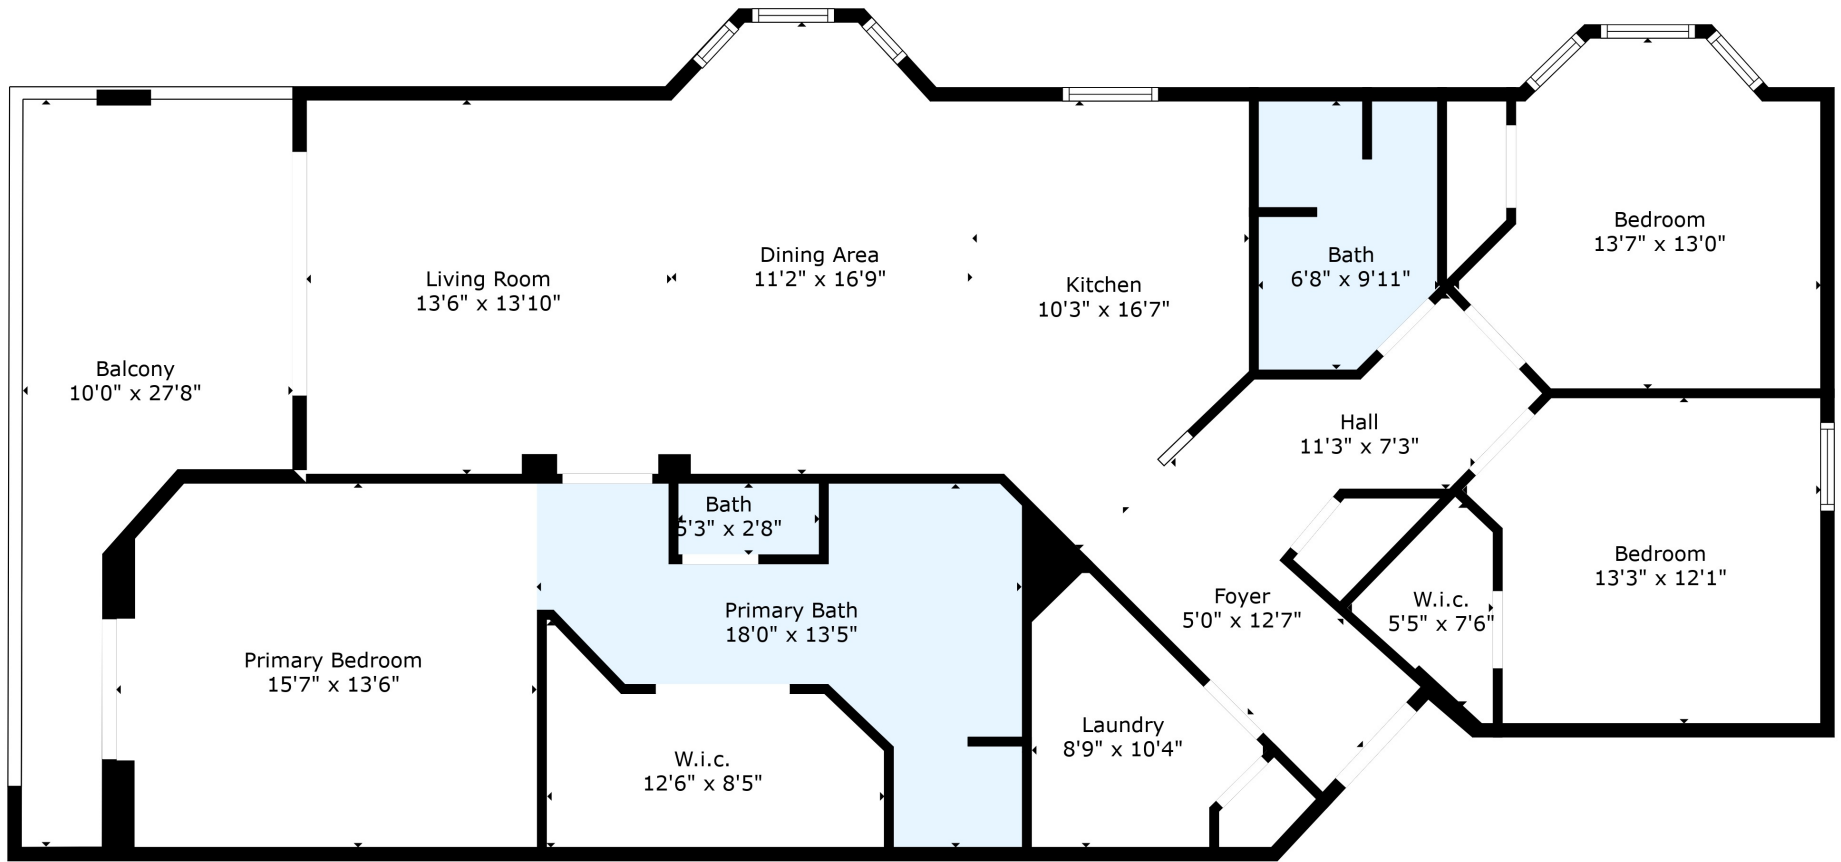 Bedroom
13'7" x 13'0"
Dining Area
11'2" x 16'9"
Bath
6'8" x 9'11"
Living Room
13'6" x 13'10"
Kitchen
10'3" x 16'7"
Balcony
10'0" x 27'8"
Hall
11'3" x 7'3"
Bath
5'3" x 2'8"
Bedroom
13'3" x 12'1"
Foyer
5'0" x 12'7"
W.i.c.
5'5" x 7'6"
Primary Bath
18'0" x 13'5"
Primary Bedroom
15'7" x 13'6"
Laundry
8'9" x 10'4"
W.i.c.
12'6" x 8'5"